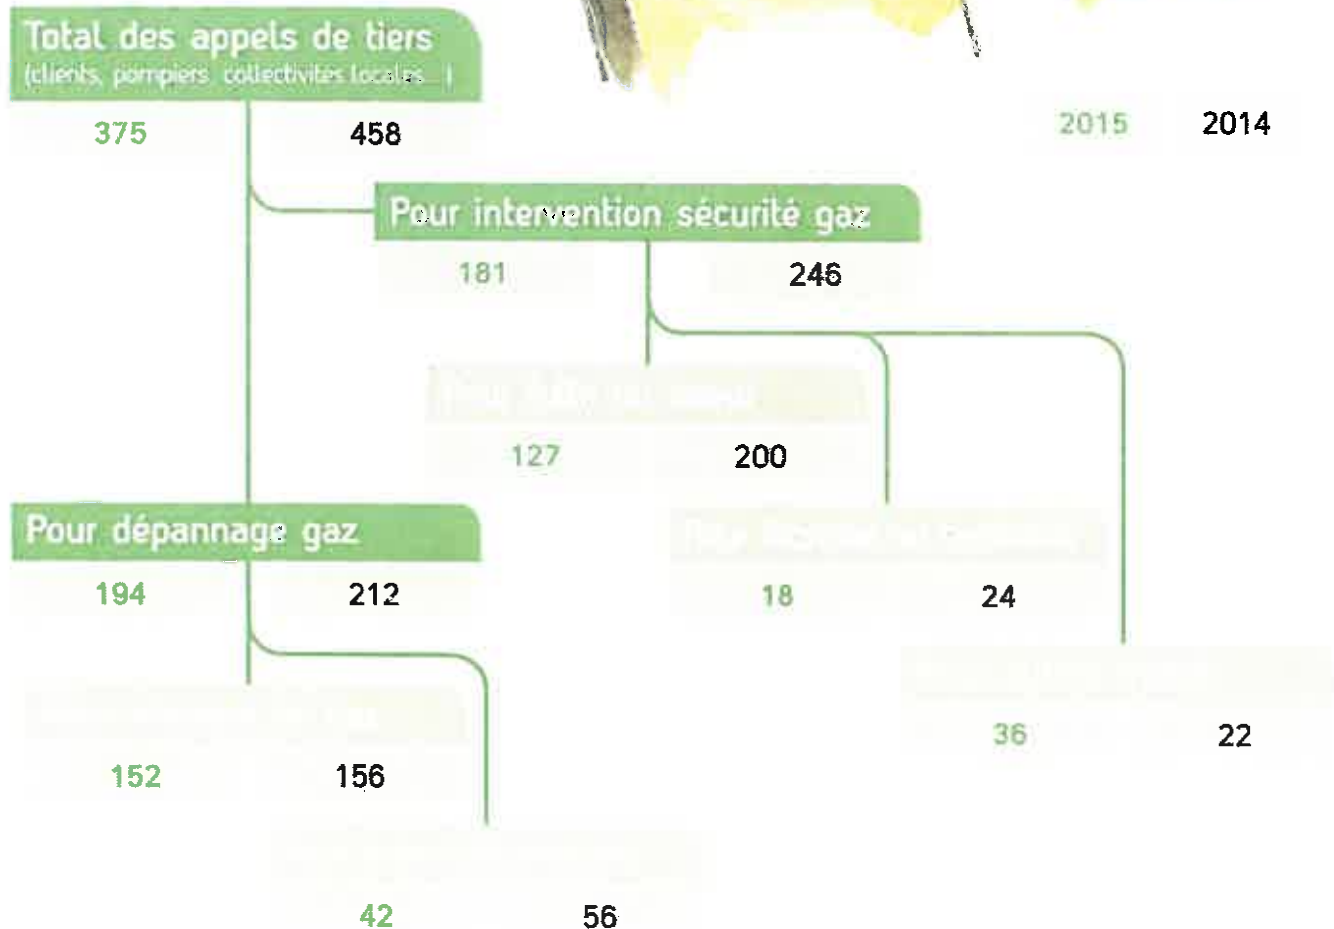 Total des appels de tiers
(clients, pompiers, collectivités locales...)
375 458
2015 2014
Pour intervention sécurité gaz
181 246
127 200
Pour dépannage gaz
194 212
18 24
36 22
152 156
42 56